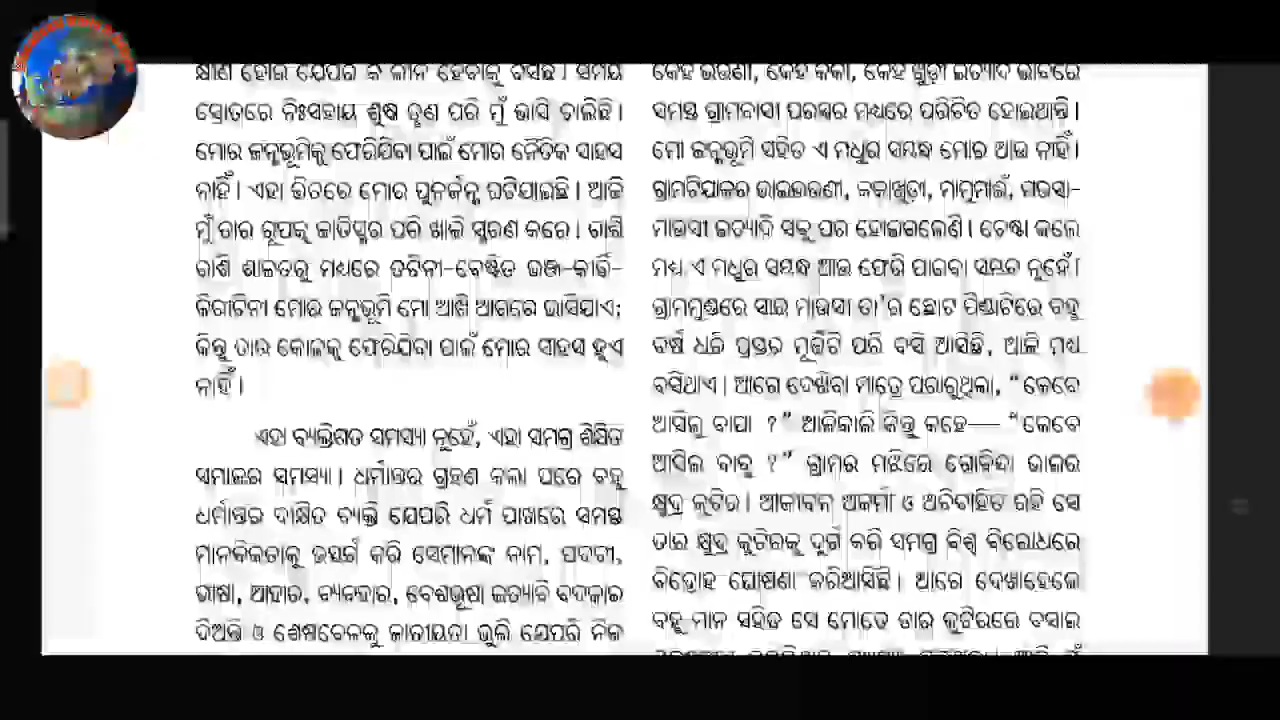 କ୍ଷୀଣ ହୋଇ ଯେପରି କି ଲୀନ ହେବାକୁ ବସିଛି। ସମୟ
ସ୍ରୋତରେ ନିଃସହାୟ ଶୁଷ୍କ ତୃଣ ପରି ମୁଁ ଭାସି ଚାଲିଛି।
ମୋର ଜନ୍ମଭୂମିକୁ ଫେରିଯିବା ପାଇଁ ମୋର ନୈତିକ ସାହସ
ନାହିଁ। ଏହା ଭିତରେ ମୋର ପୁନର୍ଜନ୍ମ ଘଟିଯାଇଛି। ଆଜି
ମୁଁ ତାର ରୂପକୁ ଜାତିସ୍ମର ପରି ଖାଲି ସ୍ମରଣ କରେ। ରାଶି
ରାଶି ଶାଳତରୁ ମଧ୍ୟରେ ତଟିନୀ-ବେଷ୍ଟିତ ଭଞ୍ଜ-କୀର୍ତ୍ତି-
କିରୀଟିନୀ ମୋର ଜନ୍ମଭୂମି ମୋ ଆଖି ଆଗରେ ଭାସିଯାଏ;
କିନ୍ତୁ ତାର କୋଳକୁ ଫେରିଯିବା ପାଇଁ ମୋର ସାହସ ହୁଏ
ନାହିଁ।
ଏହା ବ୍ୟକ୍ତିଗତ ସମସ୍ୟା ନୁହେଁ, ଏହା ସମଗ୍ର ଶିକ୍ଷିତ
ସମାଜର ସମସ୍ୟା। ଧର୍ମାନ୍ତର ଗ୍ରହଣ କଲା ପରେ ବହୁ
ଧର୍ମାନ୍ତର ଦୀକ୍ଷିତ ବ୍ୟକ୍ତି ଯେପରି ଧର୍ମ ପାଖରେ ସମସ୍ତ
ମାନବିକତାକୁ ଉତ୍ସର୍ଗ କରି ସେମାନଙ୍କ ନାମ, ପଦବୀ,
ଭାଷା, ଆହାର, ବ୍ୟବହାର, ବେଶଭୂଷା ଇତ୍ୟାଦି ବଦଳାଇ
ଦିଅନ୍ତି ଓ ଶେଷବେଳକୁ ଜାତୀୟତା ଭୁଲି ଯେପରି ନିଜ
କେହି ଭଉଣୀ, କେହି କକା, କେହି ଖୁଡ଼ୀ ଇତ୍ୟାଦି ଭାବରେ
ସମସ୍ତ ଗ୍ରାମବାସୀ ପରସ୍ପର ମଧ୍ୟରେ ପରିଚିତ ହୋଇଥାନ୍ତି।
ମୋ ଜନ୍ମଭୂମି ସହିତ ଏ ମଧୁର ସମ୍ବନ୍ଧ ମୋର ଆଉ ନାହିଁ।
ଗ୍ରାମଟିଯାକର ଭାଇଭଉଣୀ, କକାଖୁଡ଼ୀ, ମାମୁମାଇଁ, ମଉସା-
ମାଉସୀ ଇତ୍ୟାଦି ସବୁ ପର ହୋଇଗଲେଣି। ଚେଷ୍ଟା କଲେ
ମଧ୍ୟ ଏ ମଧୁର ସମ୍ବନ୍ଧ ଆଉ ଫେରି ପାଇବା ସମ୍ଭବ ନୁହେଁ।
ଗ୍ରାମମୁଣ୍ଡରେ ସାଇ ମାଉସୀ ତା'ର ଛୋଟ ପିଣ୍ଡାଟିରେ ବହୁ
ବର୍ଷ ଧରି ପ୍ରସ୍ତର ମୂର୍ତ୍ତିଟି ପରି ବସି ଆସିଛି, ଆଜି ମଧ୍ୟ
ବସିଥାଏ। ଆଗେ ଦେଖିବା ମାତ୍ରେ ପଚାରୁଥିଲା, “କେବେ
ଆସିଲୁ ବାପା ?” ଆଜିକାଲି କିନ୍ତୁ କହେ— “କେବେ
ଆସିଲ ବାବୁ ?” ଗ୍ରାମର ମଝିରେ ଗୋବିନ୍ଦା ଭାଇର
କ୍ଷୁଦ୍ର କୁଟିର। ଆଜୀବନ ଅକର୍ମା ଓ ଅବିବାହିତ ରହି ସେ
ତାର କ୍ଷୁଦ୍ର କୁଟିରକୁ ଦୁର୍ଗ କରି ସମଗ୍ର ବିଶ୍ୱ ବିରୋଧରେ
ବିଦ୍ରୋହ ଘୋଷଣା କରିଆସିଛି। ଆଗେ ଦେଖାହେଲେ
ବହୁ ମାନ ସହିତ ସେ ମୋତେ ତାର କୁଟିରରେ ବସାଇ